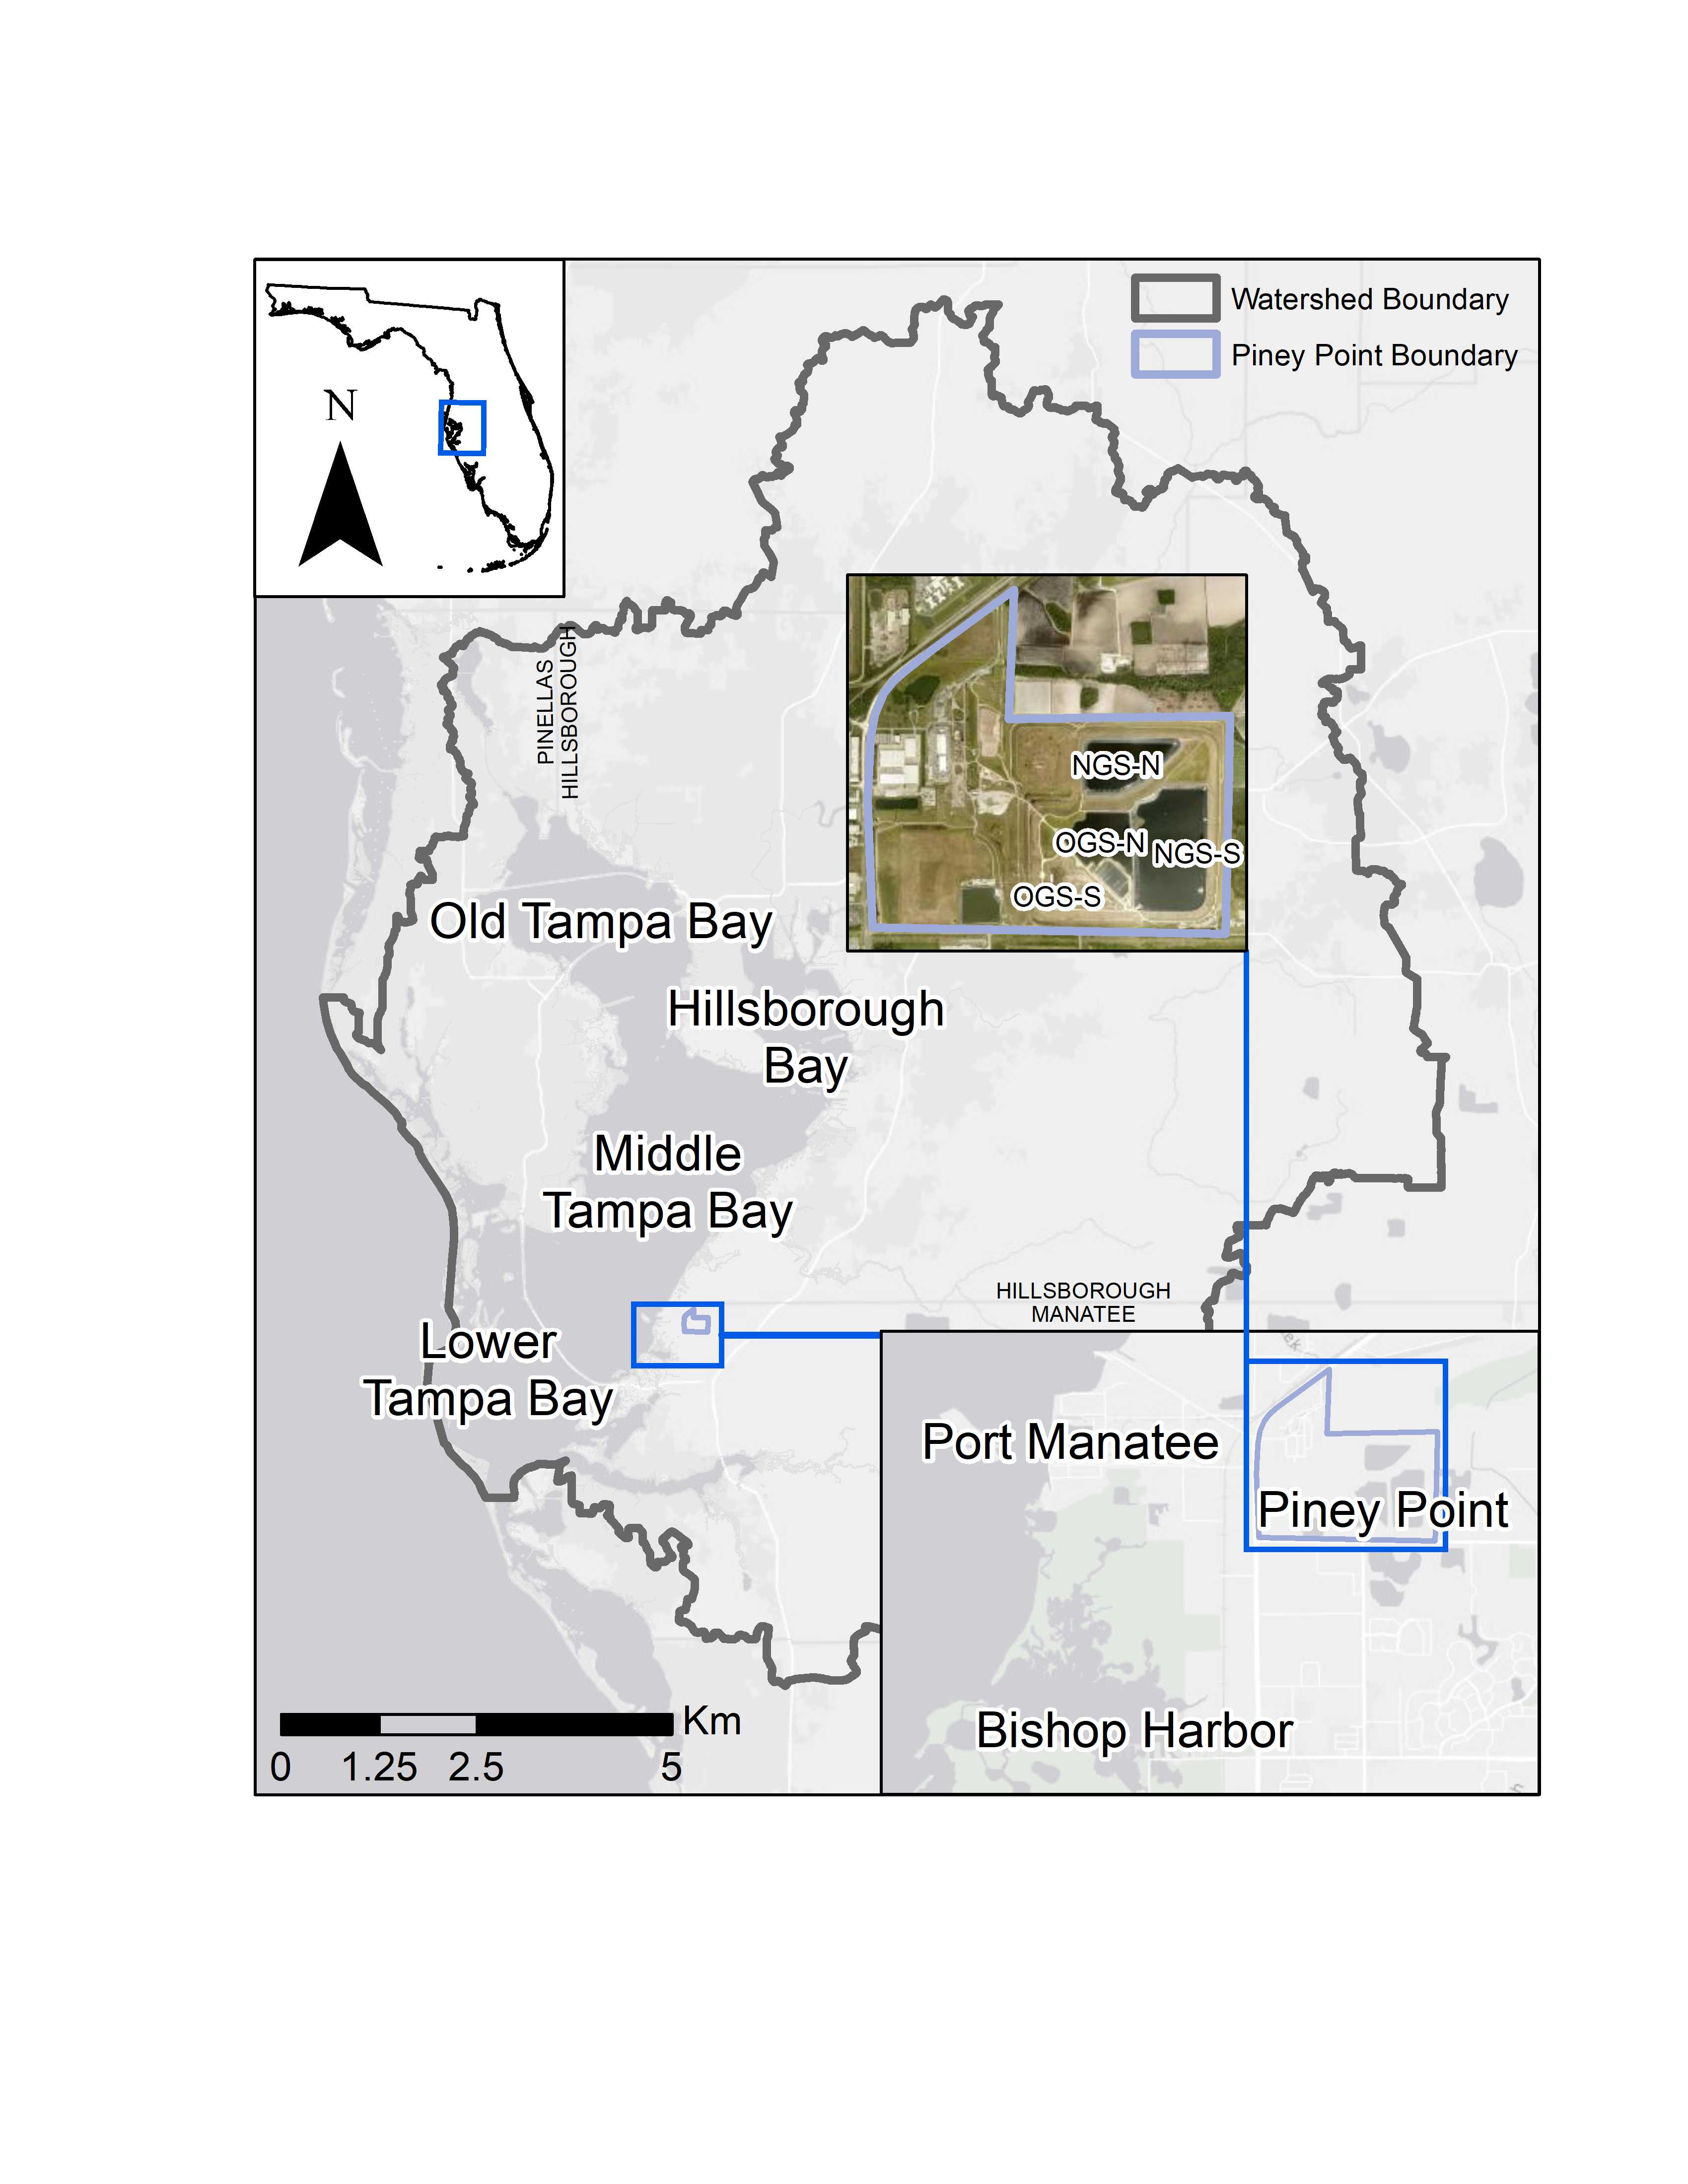 N
Watershed Boundary
Piney Point Boundary
PINELLAS
HILLSBOROUGH
NGS-N
OGS-N
NGS-S
OGS-S
Old Tampa Bay
Hillsborough
Bay
Middle
Tampa Bay
HILLSBOROUGH
MANATEE
Lower
Tampa Bay
Port Manatee
Piney Point
Bishop Harbor
Km
0 1.25 2.5 5